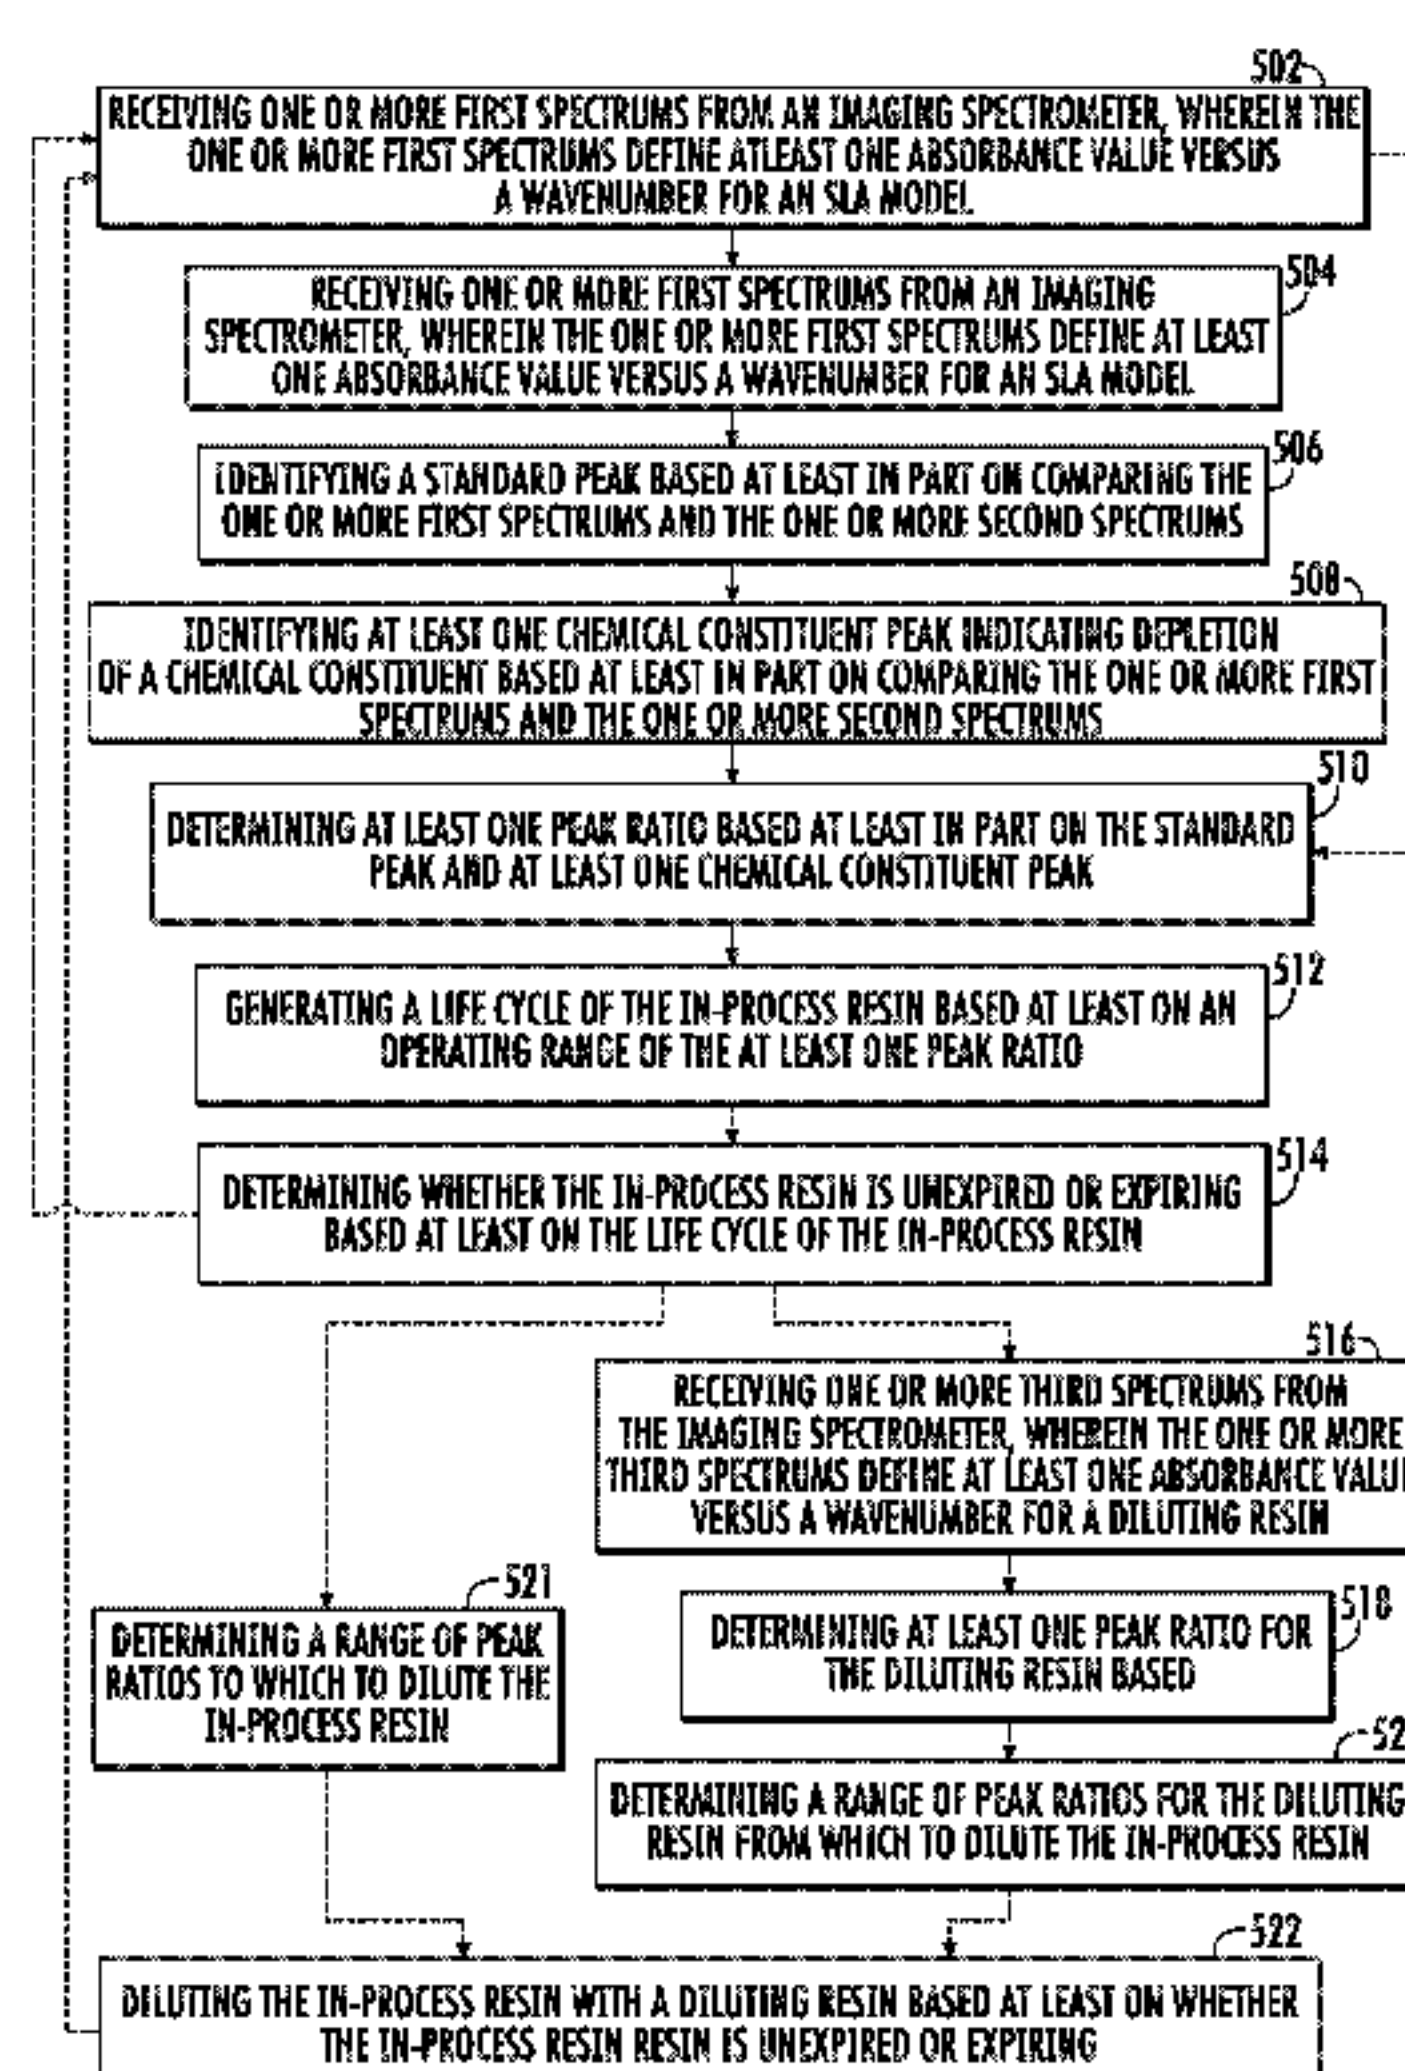 502
RECEIVING ONE OR MORE FIRST SPECTRUMS FROM AN IMAGING SPECTROMETER, WHEREIN THE
ONE OR MORE FIRST SPECTRUMS DEFINE ATLEAST ONE ABSORBANCE VALUE VERSUS
A WAVENUMBER FOR AN SLA MODEL
504
RECEIVING ONE OR MORE FIRST SPECTRUMS FROM AN IMAGING
SPECTROMETER, WHEREIN THE ONE OR MORE FIRST SPECTRUMS DEFINE AT LEAST
ONE ABSORBANCE VALUE VERSUS A WAVENUMBER FOR AN SLA MODEL
506
IDENTIFYING A STANDARD PEAK BASED AT LEAST IN PART ON COMPARING THE
ONE OR MORE FIRST SPECTRUMS AND THE ONE OR MORE SECOND SPECTRUMS
508
IDENTIFYING AT LEAST ONE CHEMICAL CONSTITUENT PEAK INDICATING DEPLETION
OF A CHEMICAL CONSTITUENT BASED AT LEAST IN PART ON COMPARING THE ONE OR MORE FIRST
SPECTRUMS AND THE ONE OR MORE SECOND SPECTRUMS
510
DETERMINING AT LEAST ONE PEAK RATIO BASED AT LEAST IN PART ON THE STANDARD
PEAK AND AT LEAST ONE CHEMICAL CONSTITUENT PEAK
512
GENERATING A LIFE CYCLE OF THE IN-PROCESS RESIN BASED AT LEAST ON AN
OPERATING RANGE OF THE AT LEAST ONE PEAK RATIO
514
DETERMINING WHETHER THE IN-PROCESS RESIN IS UNEXPIRED OR EXPIRING
BASED AT LEAST ON THE LIFE CYCLE OF THE IN-PROCESS RESIN
516
RECEIVING ONE OR MORE THIRD SPECTRUMS FROM
THE IMAGING SPECTROMETER, WHEREIN THE ONE OR MORE
THIRD SPECTRUMS DEFINE AT LEAST ONE ABSORBANCE VALU
VERSUS A WAVENUMBER FOR A DILUTING RESIN
521
DETERMINING A RANGE OF PEAK
RATIOS TO WHICH TO DILUTE THE
IN-PROCESS RESIN
518
DETERMINING AT LEAST ONE PEAK RATIO FOR
THE DILUTING RESIN BASED
52
DETERMINING A RANGE OF PEAK RATIOS FOR THE DILUTING
RESIN FROM WHICH TO DILUTE THE IN-PROCESS RESIN
522
DILUTING THE IN-PROCESS RESIN WITH A DILUTING RESIN BASED AT LEAST ON WHETHER
THE IN-PROCESS RESIN RESIN IS UNEXPIRED OR EXPIRING